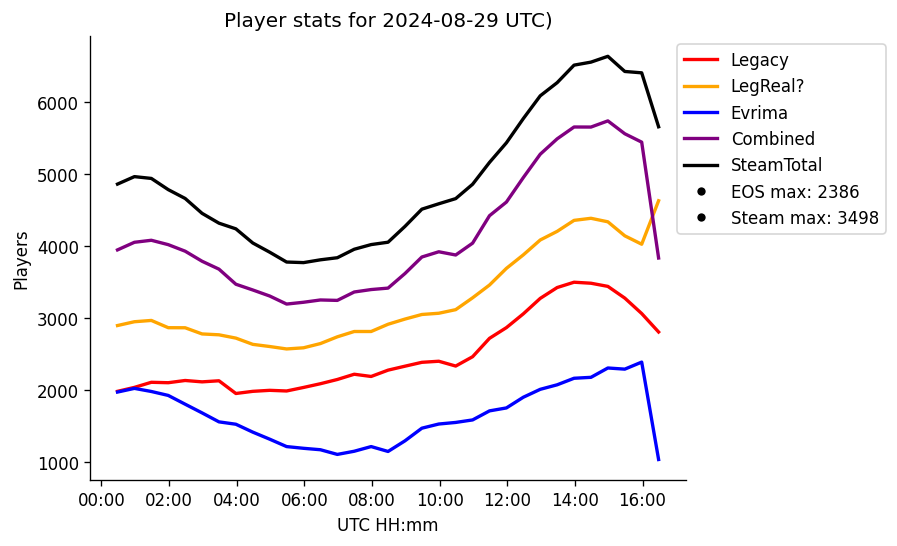 Player stats for 2024-08-29 UTC)
Legacy
LegReal?
Evrima
Combined
SteamTotal
EOS max: 2386
Steam max: 3498
Players
6000
5000
4000
3000
2000
1000
00:00 02:00 04:00 06:00 08:00 10:00 12:00 14:00 16:00
UTC HH:mm